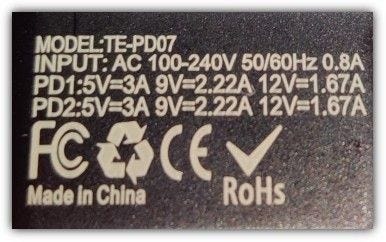 MODEL:TE-PD07
INPUT: AC 100-240V 50/60Hz 0.8A
PD1:5V=3A 9V=2.22A 12V=1.67A
PD2:5V=3A 9V=2.22A 12V=1.67A
FC CE
Made in China RoHs